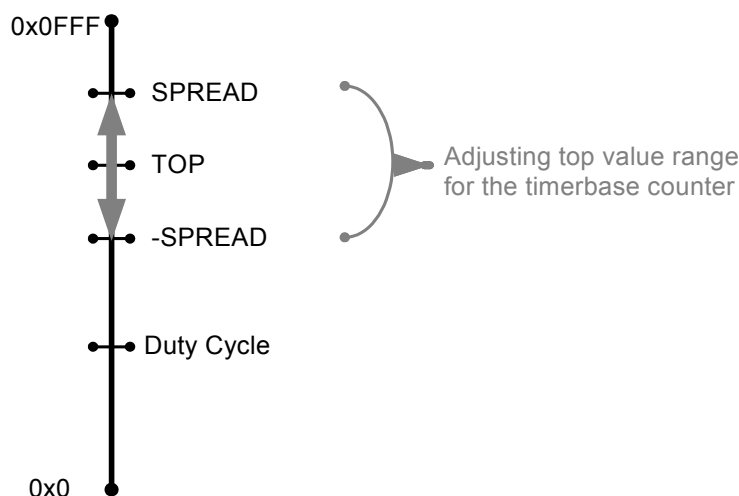 0x0FFF
SPREAD
TOP
Adjusting top value range
for the timerbase counter
-SPREAD
Duty Cycle
0x0